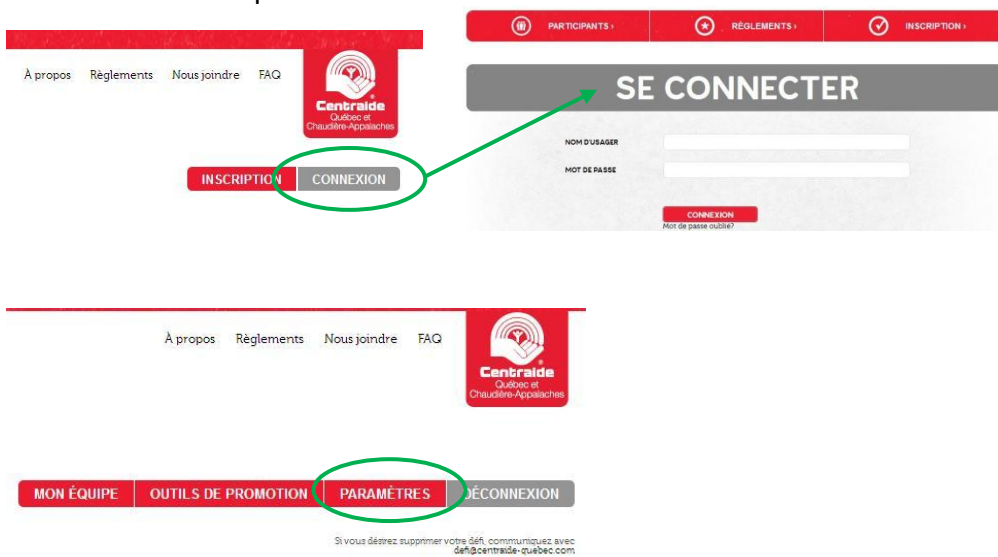 À propos Règlements Nous joindre FAQ
Centraide
Québec et
Chaudière-Appalaches
INSCRIPTION CONNEXION
PARTICIPANTS › RÈGLEMENTS › INSCRIPTION ›
SE CONNECTER
NOM D'USAGER
MOT DE PASSE
CONNEXION
Mot de passe oublié?
À propos Règlements Nous joindre FAQ
Centraide
Québec et
Chaudière-Appalaches
MON ÉQUIPE OUTILS DE PROMOTION PARAMÈTRES DÉCONNEXION
Si vous désirez supprimer votre défi, communiquez avec
defi@centraide-quebec.com